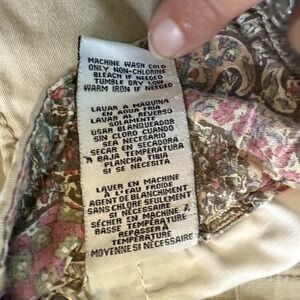 MACHINE WASH COLD
ONLY NON-CHLORINE
BLEACH IF NEEDED
TUMBLE DRY LOW
WARM IRON IF NEEDED
LAVAR A MAQUINA
EN AGUA FRIA
LAVAR AL REVERSO
SOLAMENTE
USAR BLANQUEADOR
SIN CLORO CUANDO
SEA NECESARIO
SECAR EN SECADORA
A BAJA TEMPERATURA
PLANCHA TIBIA
SI SE NECESITA
LAVER EN MACHINE
A L'EAU FROIDE
AGENT DE BLANCHIMENT
SANS CHLORE SEULEMENT
SI NÉCESSAIRE
SÉCHER EN MACHINE À
BASSE TEMPÉRATURE
REPASSER À
TEMPÉRATURE
MOYENNE SI NÉCESSAIRE